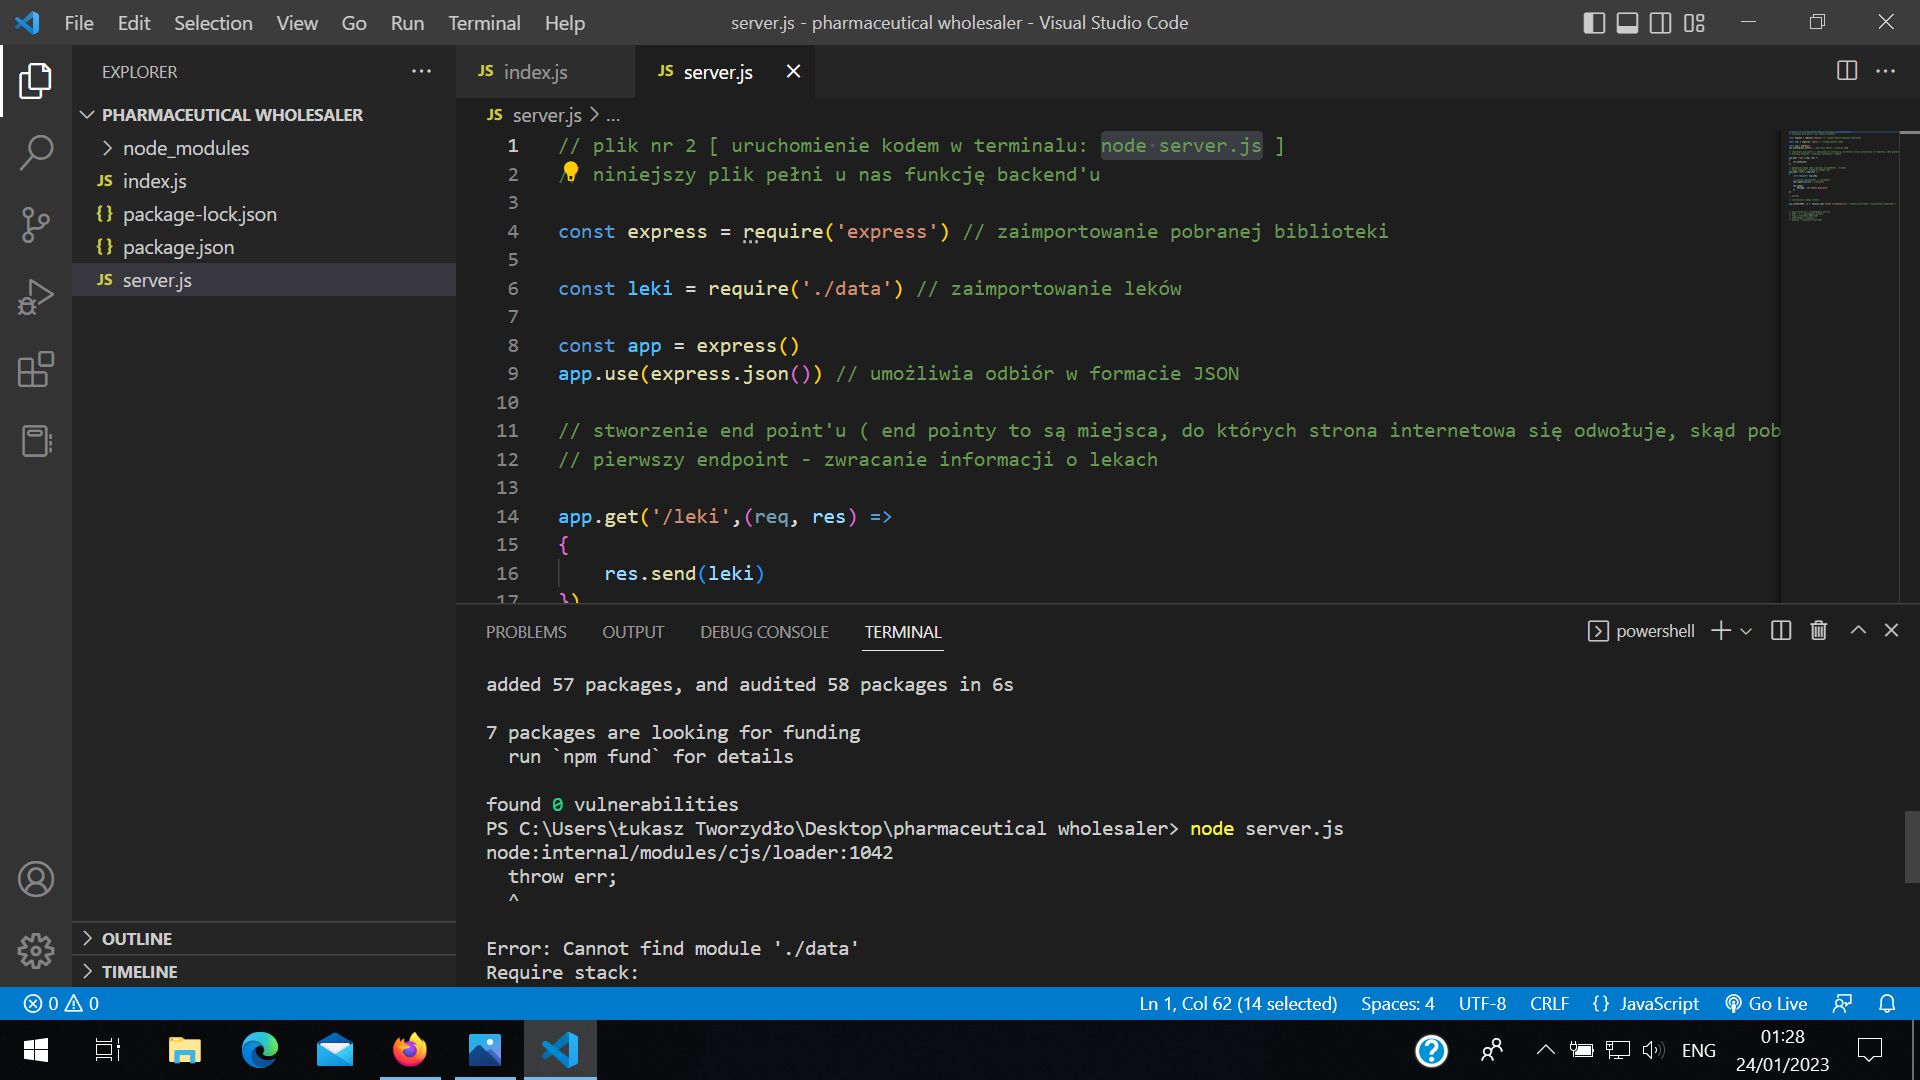 File Edit Selection View Go Run Terminal Help
server.js - pharmaceutical wholesaler - Visual Studio Code
EXPLORER
PHARMACEUTICAL WHOLESALER
node_modules
JS index.js
{} package-lock.json
{} package.json
JS server.js
OUTLINE
TIMELINE
JS index.js
JS server.js
JS server.js > ...
1 // plik nr 2 [ uruchomienie kodem w terminalu: node·server.js ]
2 // niniejszy plik pełni u nas funkcję backend'u
3
4 const express = require('express') // zaimportowanie pobranej biblioteki
5
6 const leki = require('./data') // zaimportowanie leków
7
8 const app = express()
9 app.use(express.json()) // umożliwia odbiór w formacie JSON
10
11 // stworzenie end point'u ( end pointy to są miejsca, do których strona internetowa się odwołuje, skąd pob
12 // pierwszy endpoint - zwracanie informacji o lekach
13
14 app.get('/leki',(req, res) =>
15 {
16 res.send(leki)
17 })
PROBLEMS OUTPUT DEBUG CONSOLE TERMINAL
powershell
added 57 packages, and audited 58 packages in 6s
7 packages are looking for funding
run `npm fund` for details
found 0 vulnerabilities
PS C:\Users\Łukasz Tworzydło\Desktop\pharmaceutical wholesaler> node server.js
node:internal/modules/cjs/loader:1042
throw err;
^
Error: Cannot find module './data'
Require stack:
0 0
Ln 1, Col 62 (14 selected) Spaces: 4 UTF-8 CRLF {} JavaScript Go Live
ENG
01:28
24/01/2023